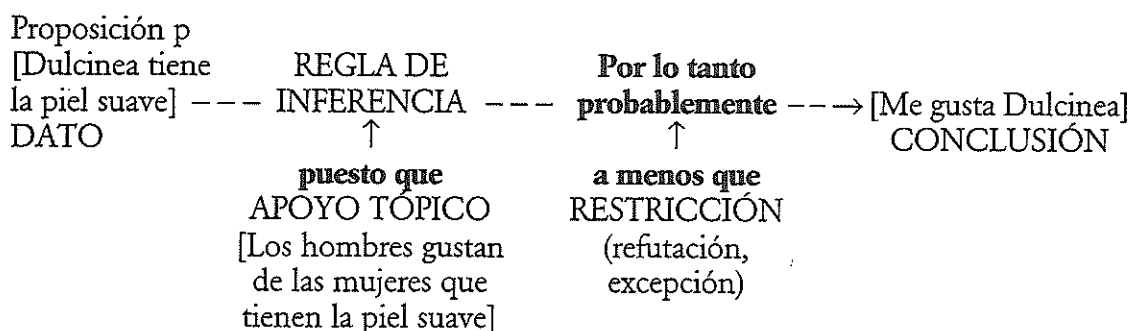 Proposición p
[Dulcinea tiene
la piel suave]
DATO
REGLA DE
INFERENCIA
puesto que
APOYO TÓPICO
[Los hombres gustan
de las mujeres que
tienen la piel suave]
Por lo tanto
probablemente
a menos que
RESTRICCIÓN
(refutación,
excepción)
[Me gusta Dulcinea]
CONCLUSIÓN